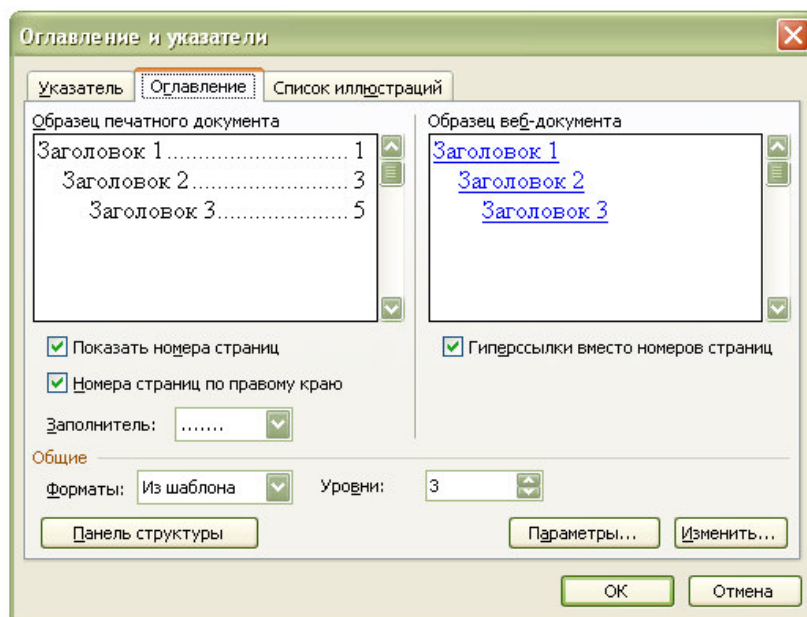 Оглавление и указатели
Указатель Оглавление Список иллюстраций
Образец печатного документа
Заголовок 1.............................. 1
Заголовок 2......................... 3
Заголовок 3..................... 5
Образец веб-документа
Заголовок 1
Заголовок 2
Заголовок 3
Показать номера страниц
Номера страниц по правому краю
Заполнитель: .......
Гиперссылки вместо номеров страниц
Общие
Форматы: Из шаблона Уровни: 3
Панель структуры Параметры... Изменить...
ОК Отмена